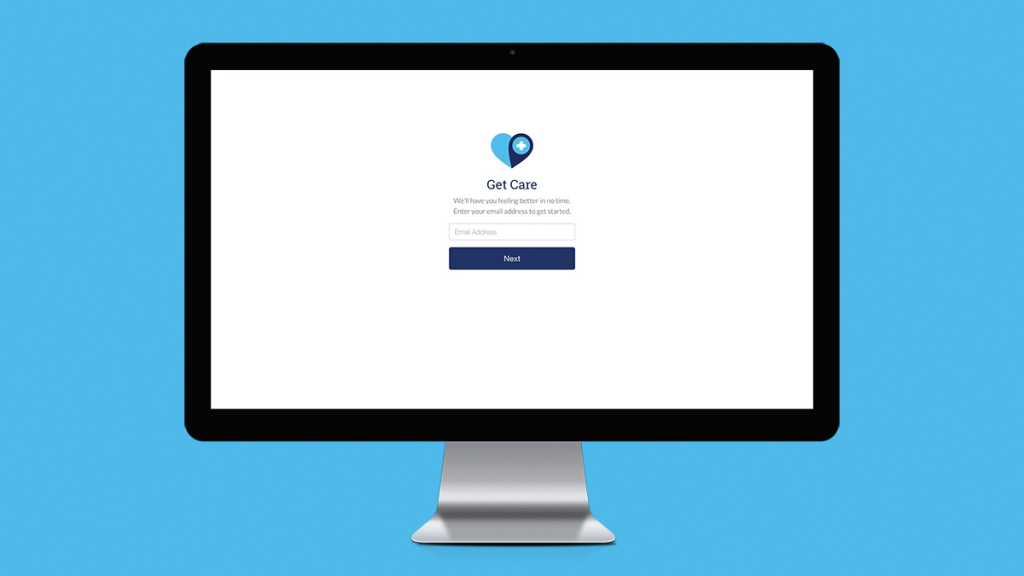 Get Care
We'll have you feeling better in no time.
Enter your email address to get started.
Email Address
Next